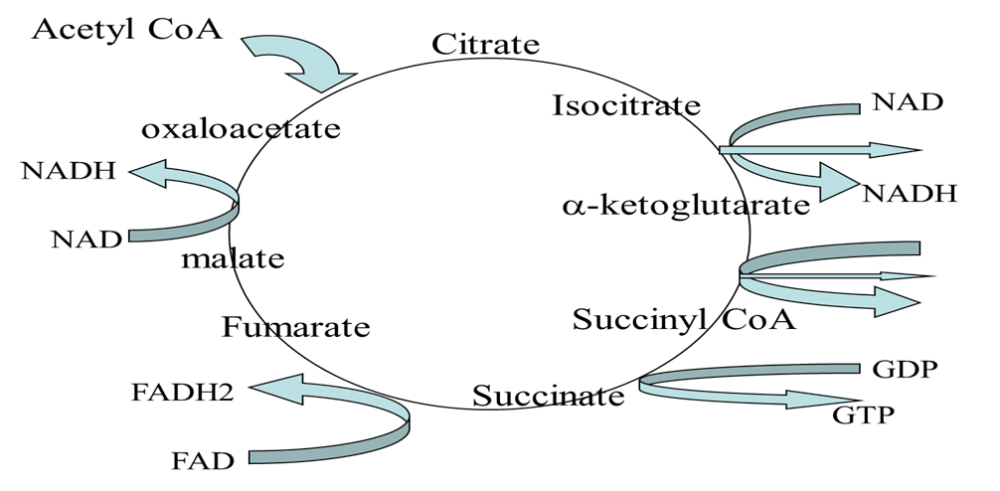 Acetyl CoA
Citrate
Isocitrate
NAD
oxaloacetate
NADH
NADH
α-ketoglutarate
NAD
malate
Succinyl CoA
Fumarate
GDP
FADH2
Succinate
GTP
FAD